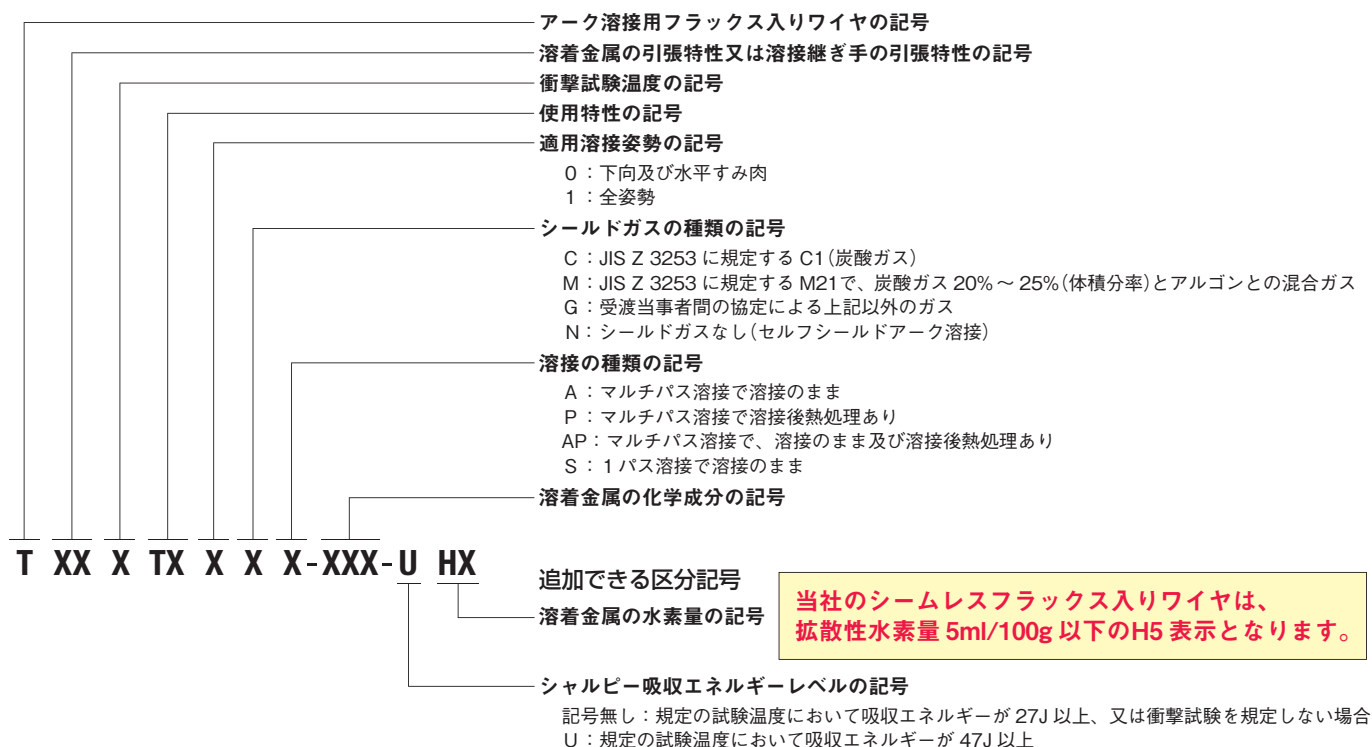 アーク溶接用フラックス入りワイヤの記号
溶着金属の引張特性又は溶接継ぎ手の引張特性の記号
衝撃試験温度の記号
使用特性の記号
適用溶接姿勢の記号
0：下向及び水平すみ肉
1：全姿勢
シールドガスの種類の記号
C：JIS Z 3253 に規定する C1（炭酸ガス）
M：JIS Z 3253 に規定する M21で、炭酸ガス 20%～ 25%（体積分率）とアルゴンとの混合ガス
G：受渡当事者間の協定による上記以外のガス
N：シールドガスなし（セルフシールドアーク溶接）
溶接の種類の記号
A：マルチパス溶接で溶接のまま
P：マルチパス溶接で溶接後熱処理あり
AP：マルチパス溶接で、溶接のまま及び溶接後熱処理あり
S：1パス溶接で溶接のまま
溶着金属の化学成分の記号
T XX X TX X X X-XXX-U HX
追加できる区分記号
溶着金属の水素量の記号
当社のシームレスフラックス入りワイヤは、
拡散性水素量 5ml/100g 以下のH5 表示となります。
シャルピー吸収エネルギーレベルの記号
記号無し：規定の試験温度において吸収エネルギーが 27J 以上、又は衝撃試験を規定しない場合
U：規定の試験温度において吸収エネルギーが 47J 以上